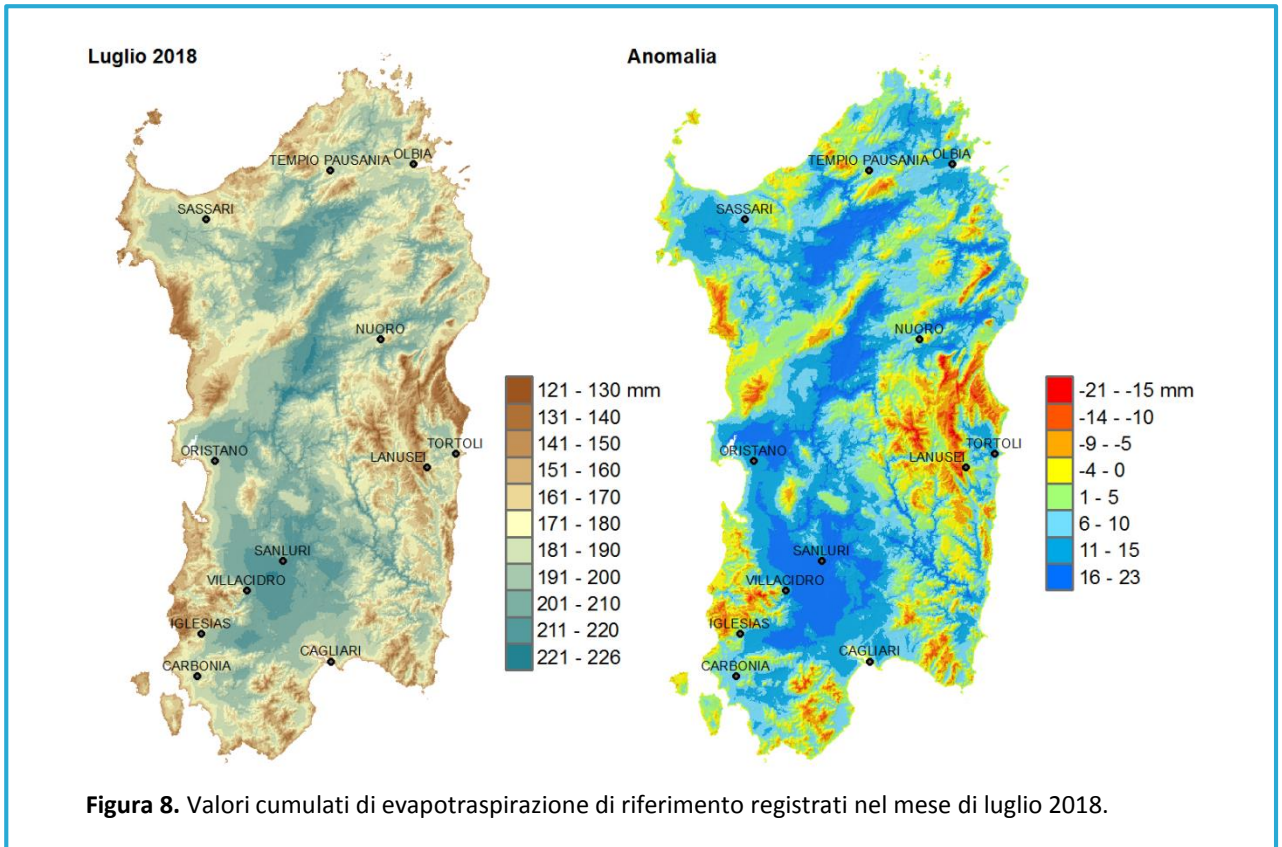 Luglio 2018
TEMPIO PAUSANIA
OLBIA
SASSARI
NUORO
ORISTANO
TORTOLI
LANUSEI
SANLURI
VILLACIDRO
IGLESIAS
CARBONIA
CAGLIARI
121 - 130 mm
131 - 140
141 - 150
151 - 160
161 - 170
171 - 180
181 - 190
191 - 200
201 - 210
211 - 220
221 - 226
Anomalia
TEMPIO PAUSANIA
OLBIA
SASSARI
NUORO
ORISTANO
TORTOLI
LANUSEI
SANLURI
VILLACIDRO
IGLESIAS
CARBONIA
CAGLIARI
-21 - -15 mm
-14 - -10
-9 - -5
-4 - 0
1 - 5
6 - 10
11 - 15
16 - 23
Figura 8. Valori cumulati di evapotraspirazione di riferimento registrati nel mese di luglio 2018.